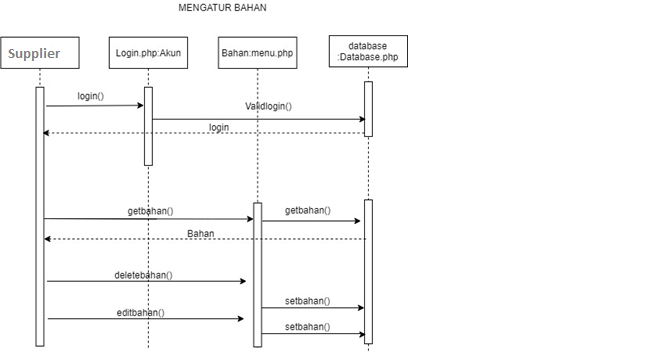 MENGATUR BAHAN
Supplier
Login.php:Akun
Bahan:menu.php
database
:Database.php
login()
Validlogin()
login
getbahan()
getbahan()
Bahan
deletebahan()
setbahan()
editbahan()
setbahan()